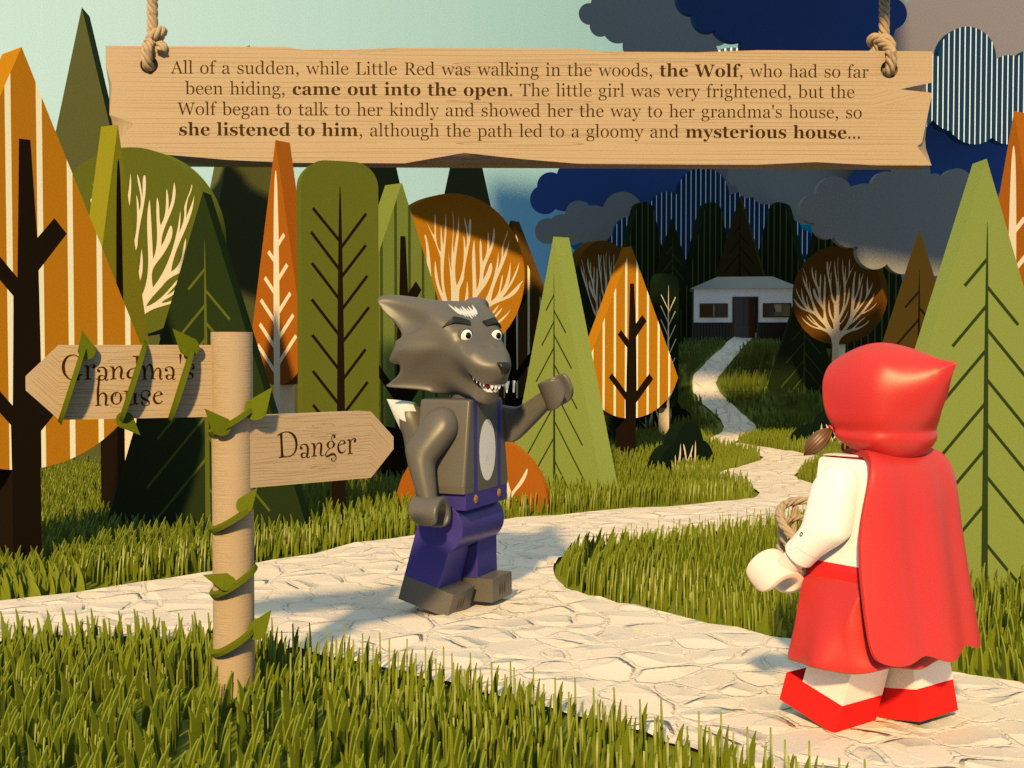 All of a sudden, while Little Red was walking in the woods, the Wolf, who had so far
been hiding, came out into the open. The little girl was very frightened, but the
Wolf began to talk to her kindly and showed her the way to her grandma's house, so
she listened to him, although the path led to a gloomy and mysterious house...
Grandma's
house
Danger